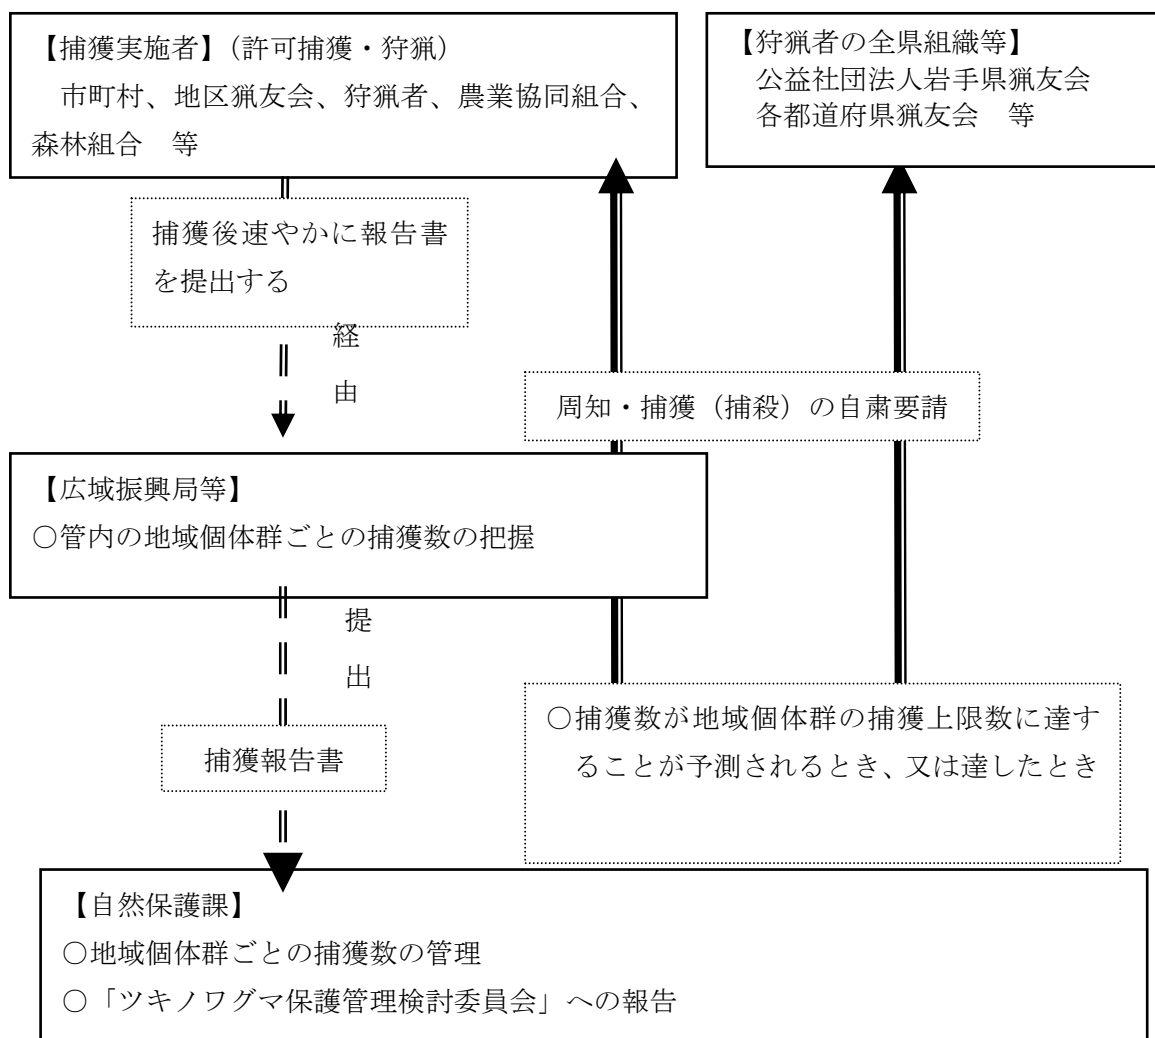 【捕獲実施者】(許可捕獲・狩猟)
市町村、地区猟友会、狩猟者、農業協同組合、
森林組合　等
【狩猟者の全県組織等】
公益社団法人岩手県猟友会
各都道府県猟友会　等
捕獲後速やかに報告書
を提出する
経
由
周知・捕獲（捕殺）の自粛要請
【広域振興局等】
○管内の地域個体群ごとの捕獲数の把握
提
出
捕獲報告書
○捕獲数が地域個体群の捕獲上限数に達す
ることが予測されるとき、又は達したとき
【自然保護課】
○地域個体群ごとの捕獲数の管理
○「ツキノワグマ保護管理検討委員会」への報告